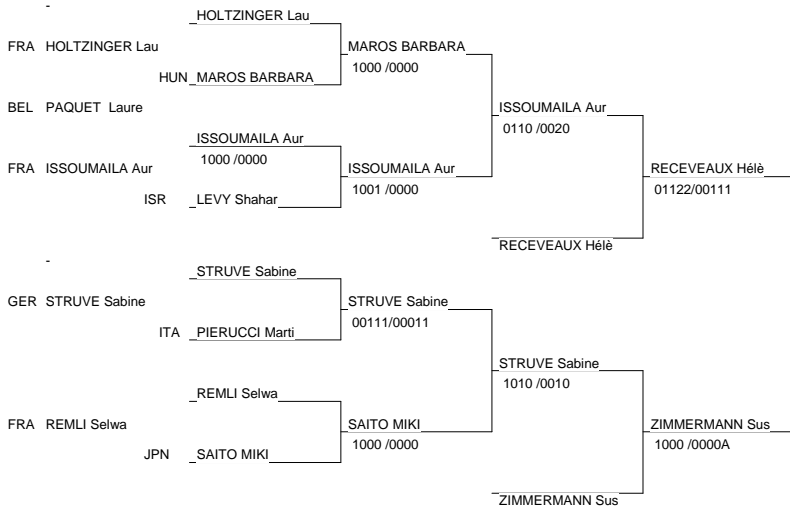 -
HOLTZINGER Lau
FRA HOLTZINGER Lau
MAROS BARBARA
1000 /0000
HUN MAROS BARBARA
BEL PAQUET Laure
ISSOUMAILA Aur
0110 /0020
ISSOUMAILA Aur
1000 /0000
FRA ISSOUMAILA Aur
ISSOUMAILA Aur
1001 /0000
RECEVEAUX Hélè
01122/00111
ISR LEVY Shahar
RECEVEAUX Hélè
-
STRUVE Sabine
GER STRUVE Sabine
STRUVE Sabine
00111/00011
ITA PIERUCCI Marti
STRUVE Sabine
1010 /0010
REMLI Selwa
FRA REMLI Selwa
SAITO MIKI
1000 /0000
ZIMMERMANN Sus
1000 /0000A
JPN SAITO MIKI
ZIMMERMANN Sus